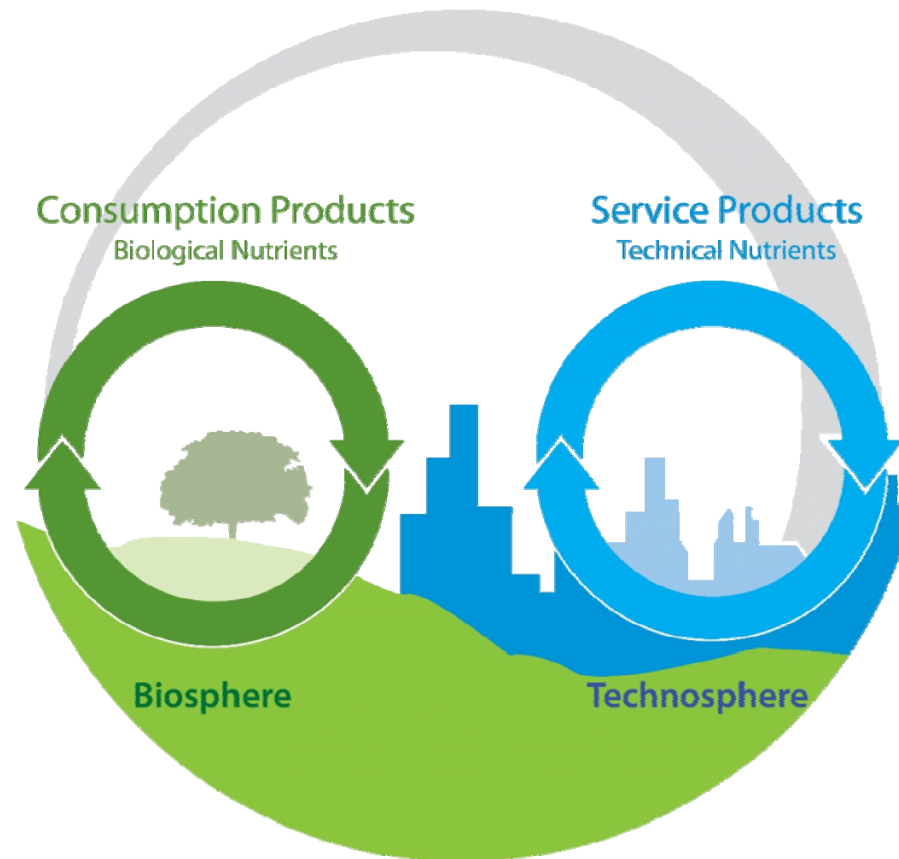 Consumption Products
Biological Nutrients
Service Products
Technical Nutrients
Biosphere
Technosphere